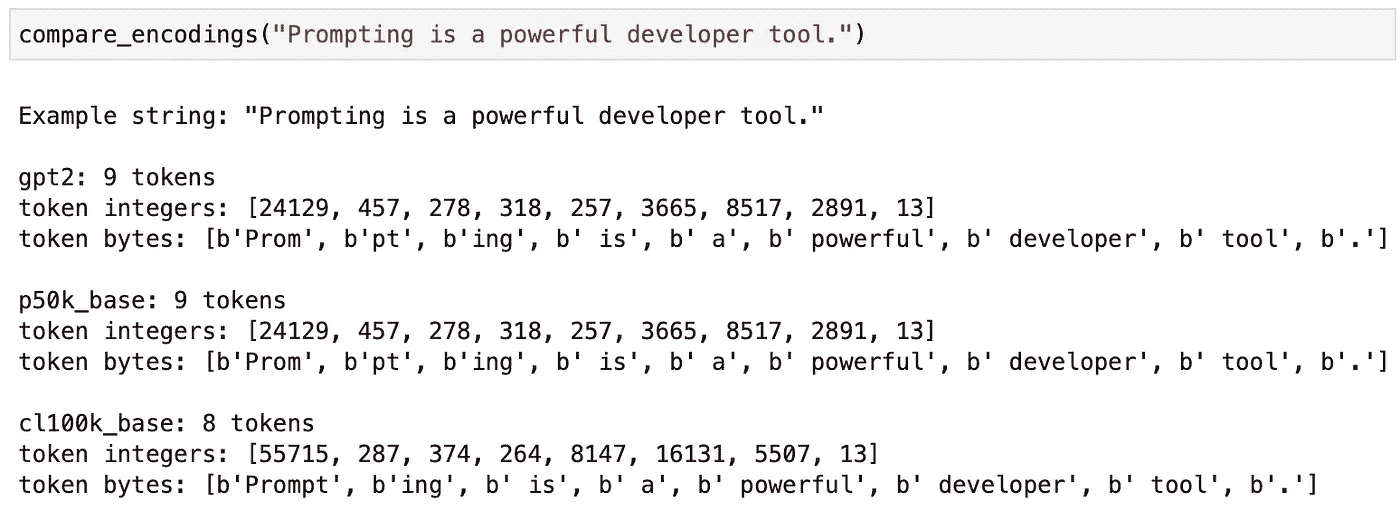 compare_encodings("Prompting is a powerful developer tool.")
Example string: "Prompting is a powerful developer tool."
gpt2: 9 tokens
token integers: [24129, 457, 278, 318, 257, 3665, 8517, 2891, 13]
token bytes: [b'Prom', b'pt', b'ing', b' is', b' a', b' powerful', b' developer', b' tool', b'.']
p50k_base: 9 tokens
token integers: [24129, 457, 278, 318, 257, 3665, 8517, 2891, 13]
token bytes: [b'Prom', b'pt', b'ing', b' is', b' a', b' powerful', b' developer', b' tool', b'.']
cl100k_base: 8 tokens
token integers: [55715, 287, 374, 264, 8147, 16131, 5507, 13]
token bytes: [b'Prompt', b'ing', b' is', b' a', b' powerful', b' developer', b' tool', b'.']